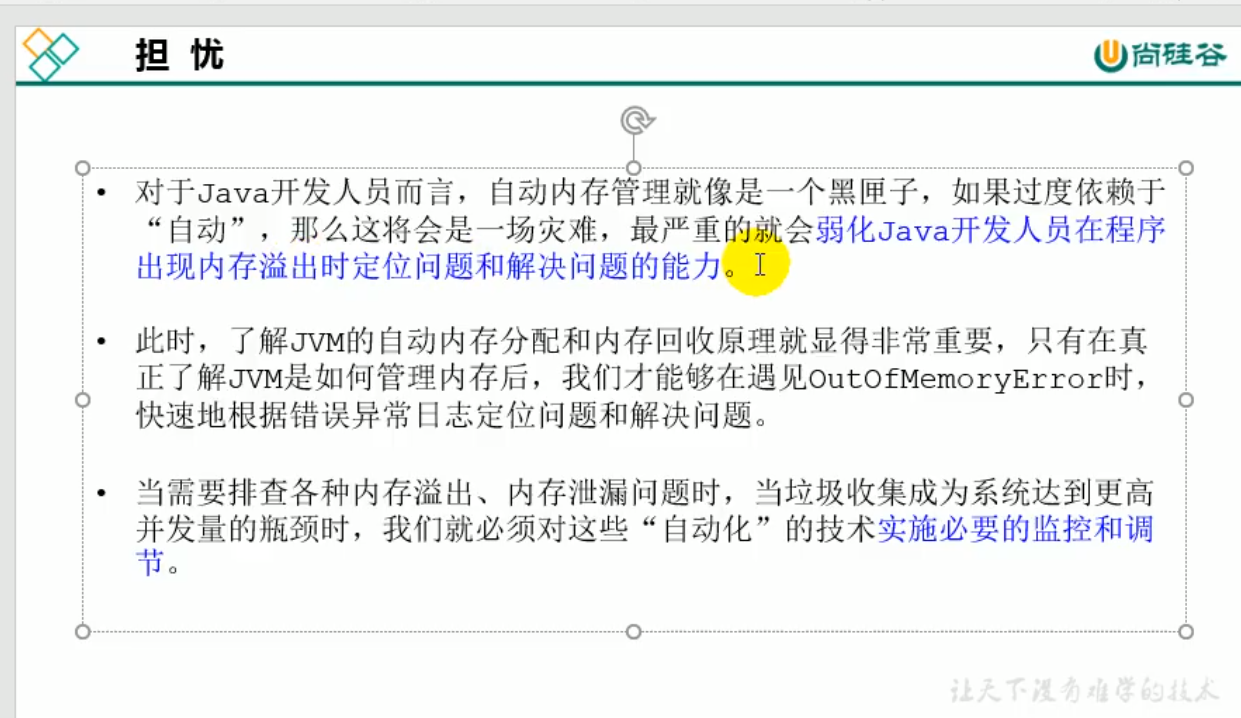 担 忧
尚硅谷
• 对于Java开发人员而言，自动内存管理就像是一个黑匣子，如果过度依赖于
“自动”，那么这将会是一场灾难，最严重的就会弱化Java开发人员在程序
出现内存溢出时定位问题和解决问题的能力。
• 此时，了解JVM的自动内存分配和内存回收原理就显得非常重要，只有在真
正了解JVM是如何管理内存后，我们才能够在遇见OutOfMemoryError时，
快速地根据错误异常日志定位问题和解决问题。
• 当需要排查各种内存溢出、内存泄漏问题时，当垃圾收集成为系统达到更高
并发量的瓶颈时，我们就必须对这些“自动化”的技术实施必要的监控和调
节。
让天下没有难学的技术